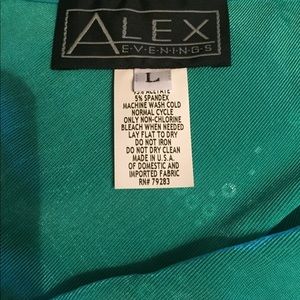 ALEX
EVENINGS
L
ACETATE
5% SPANDEX
MACHINE WASH COLD
NORMAL CYCLE
ONLY NON-CHLORINE
BLEACH WHEN NEEDED
LAY FLAT TO DRY
DO NOT IRON
DO NOT DRY CLEAN
MADE IN U.S.A.
OF DOMESTIC AND
IMPORTED FABRIC
RN# 79283